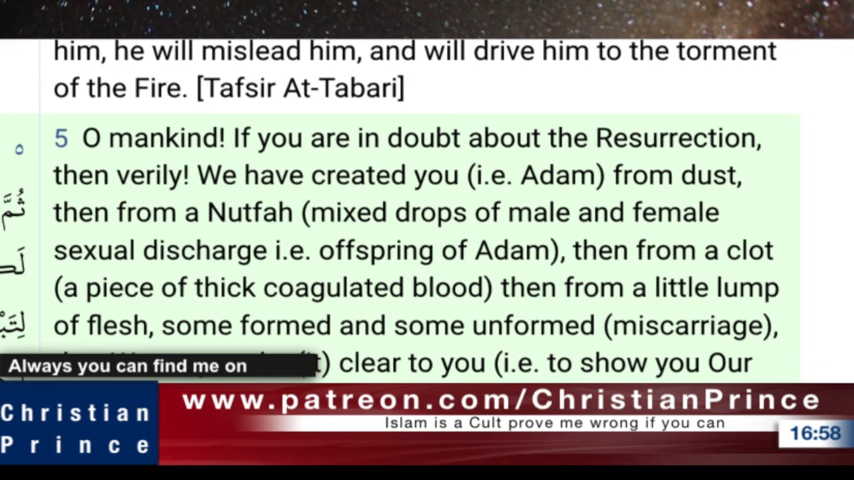 him, he will mislead him, and will drive him to the torment
of the Fire. [Tafsir At-Tabari]
5 O mankind! If you are in doubt about the Resurrection,
then verily! We have created you (i.e. Adam) from dust,
then from a Nutfah (mixed drops of male and female
sexual discharge i.e. offspring of Adam), then from a clot
(a piece of thick coagulated blood) then from a little lump
of flesh, some formed and some unformed (miscarriage),
clear to you (i.e. to show you Our
٥
ثُمَّ
Always you can find me on
Christian
Prince
www.patreon.com/ChristianPrince
Islam is a Cult prove me wrong if you can
16:58